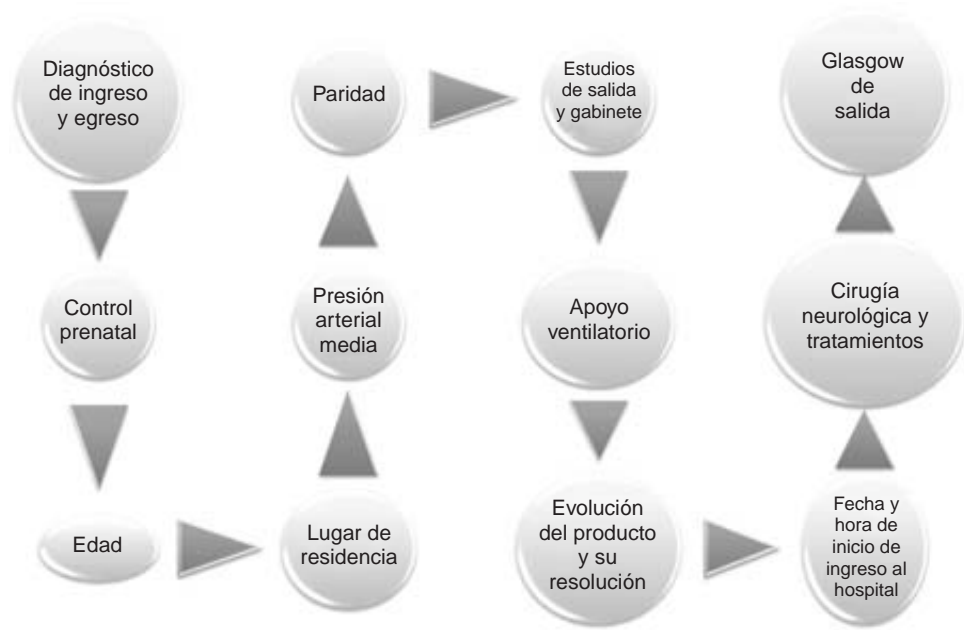 Diagnóstico
de ingreso
y egreso
Control
prenatal
Edad
Lugar de
residencia
Presión
arterial
media
Paridad
Estudios
de salida
y gabinete
Apoyo
ventilatorio
Evolución
del producto
y su
resolución
Fecha y
hora de
inicio de
ingreso al
hospital
Cirugía
neurológica y
tratamientos
Glasgow
de
salida